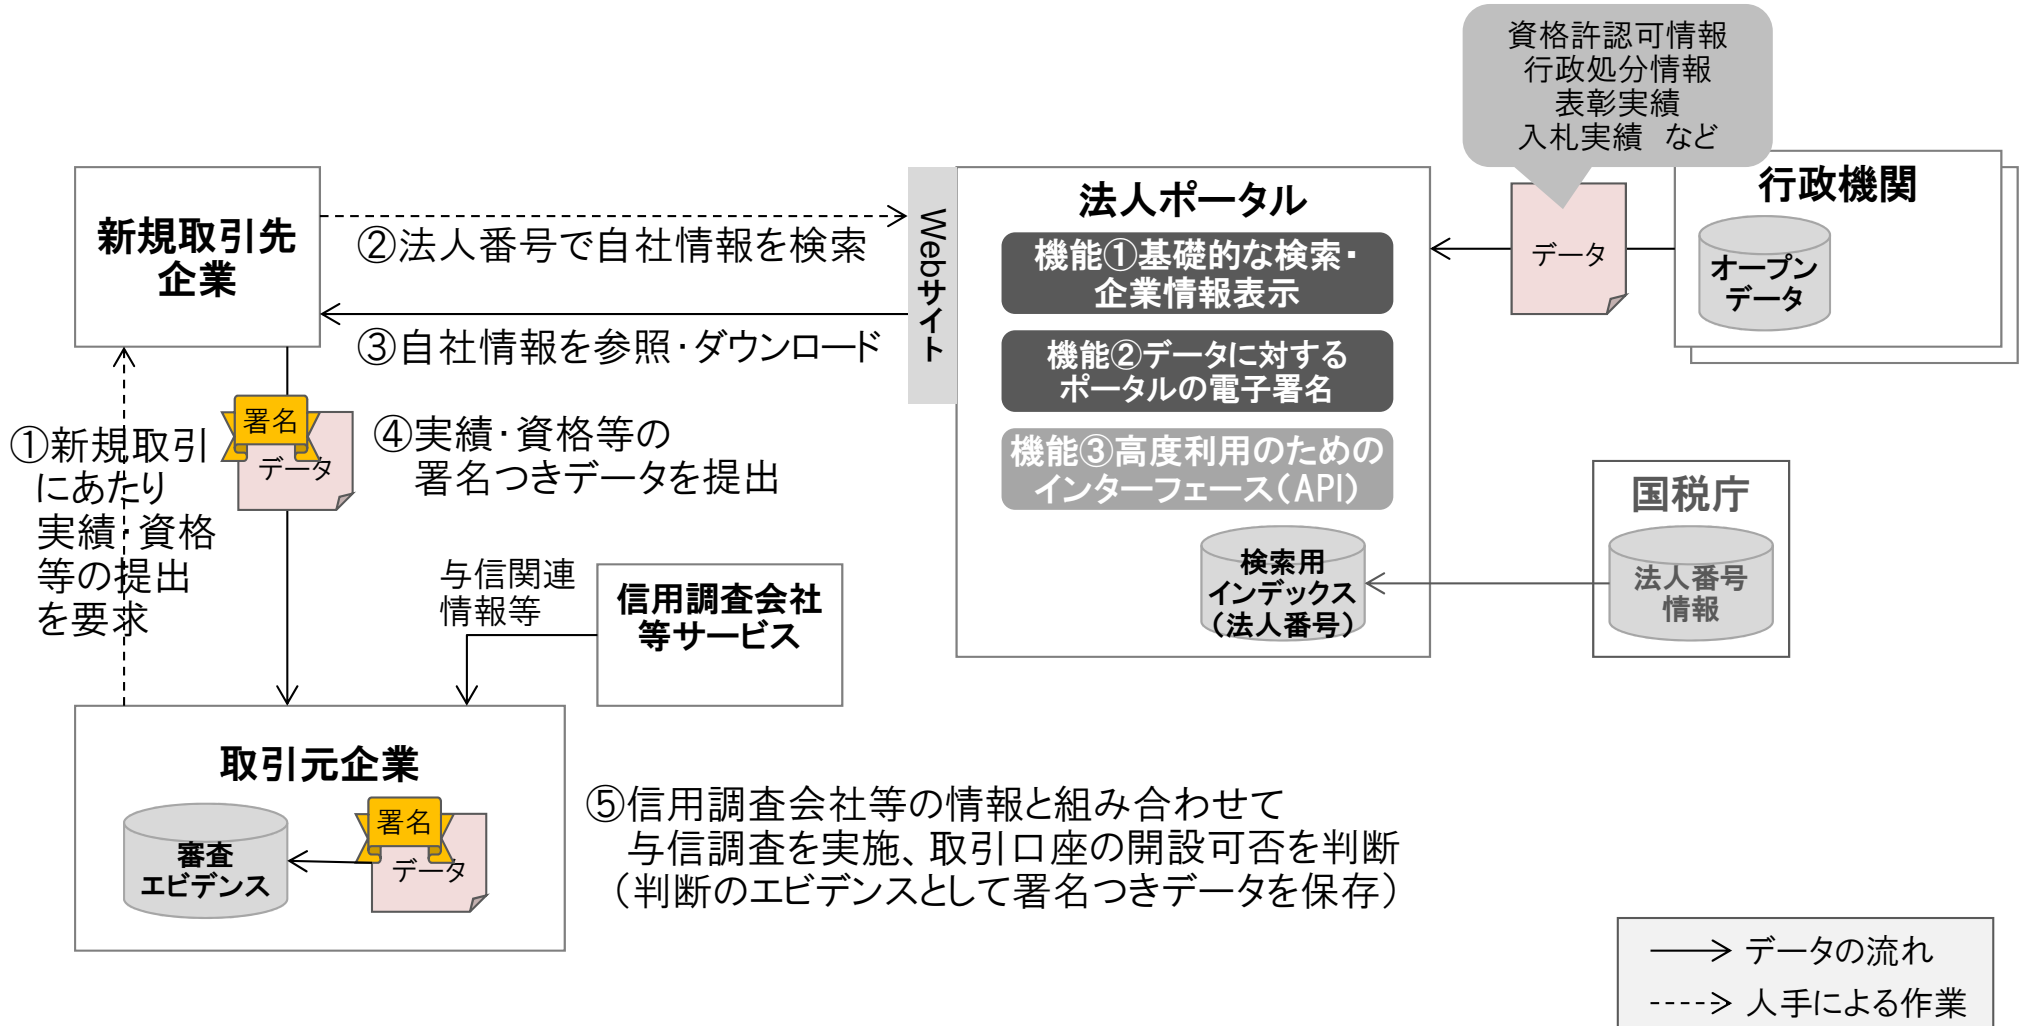 資格許認可情報
行政処分情報
表彰実績
入札実績　など
新規取引先
企業
②法人番号で自社情報を検索
③自社情報を参照・ダウンロード
Webサイト
法人ポータル
機能①基礎的な検索・
企業情報表示
機能②データに対する
ポータルの電子署名
機能③高度利用のための
インターフェース（API）
検索用
インデックス
（法人番号）
データ
行政機関
オープン
データ
国税庁
法人番号
情報
①新規取引
にあたり
実績・資格
等の提出
を要求
署名
データ
④実績・資格等の
署名つきデータを提出
与信関連
情報等
信用調査会社
等サービス
取引元企業
審査
エビデンス
署名
データ
⑤信用調査会社等の情報と組み合わせて
与信調査を実施、取引口座の開設可否を判断
（判断のエビデンスとして署名つきデータを保存）
データの流れ
人手による作業